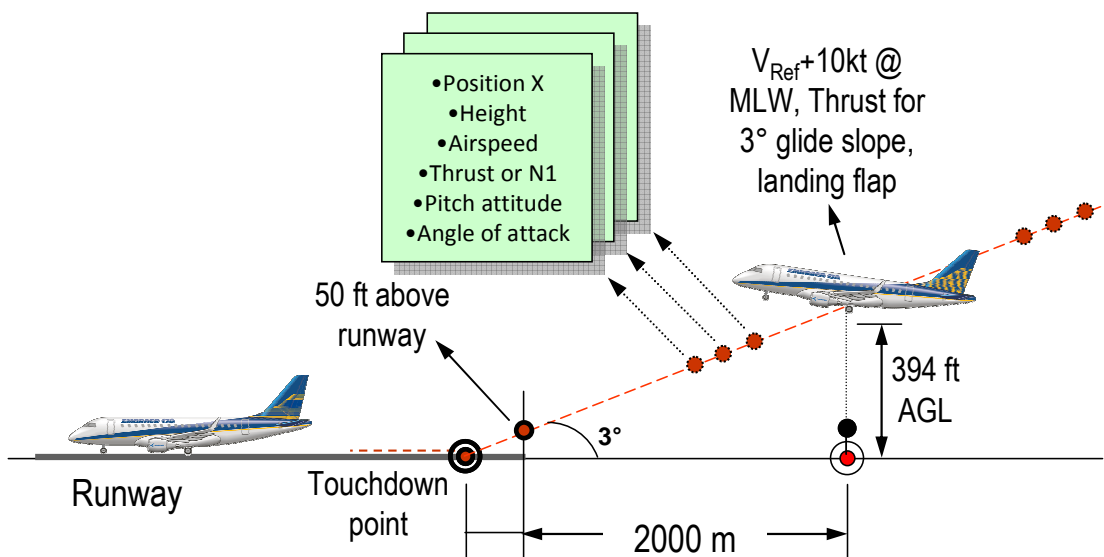 •Position X
•Height
•Airspeed
•Thrust or N1
•Pitch attitude
•Angle of attack
V_Ref+10kt @
MLW, Thrust for
3° glide slope,
landing flap
50 ft above
runway
394 ft
AGL
3°
Runway
Touchdown
point
2000 m